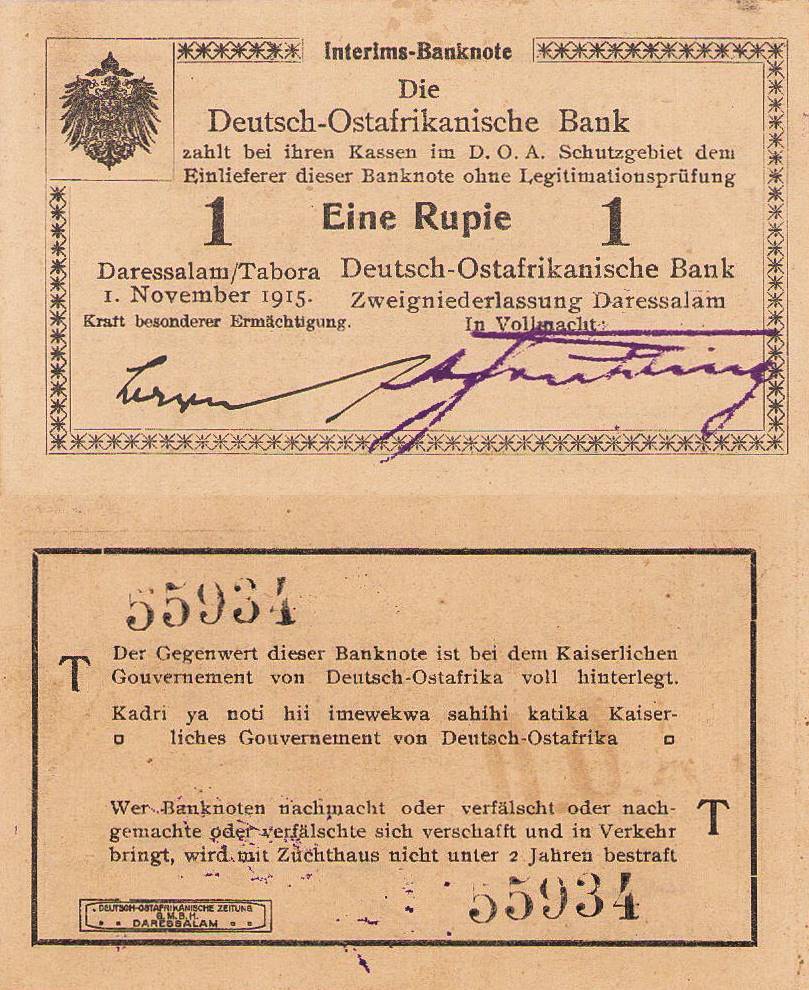 Interims-Banknote
Die
Deutsch-Ostafrikanische Bank
zahlt bei ihren Kassen im D. O. A. Schutzgebiet dem
Einlieferer dieser Banknote ohne Legitimationsprüfung
1 Eine Rupie 1
Daressalam/Tabora
1. November 1915.
Kraft besonderer Ermächtigung.
Deutsch-Ostafrikanische Bank
Zweigniederlassung Daressalam
In Vollmacht:
55934
T
Der Gegenwert dieser Banknote ist bei dem Kaiserlichen
Gouvernement von Deutsch-Ostafrika voll hinterlegt.
Kadri ya noti hii imewekwa sahihi katika Kaiser-
liches Gouvernement von Deutsch-Ostafrika
Wer Banknoten nachmacht oder verfälscht oder nach-
gemachte oder verfälschte sich verschafft und in Verkehr
bringt, wird mit Zuchthaus nicht unter 2 Jahren bestraft
T
55934
DEUTSCH-OSTAFRIKANISCHE ZEITUNG
G.M.B.H.
DARESSALAM